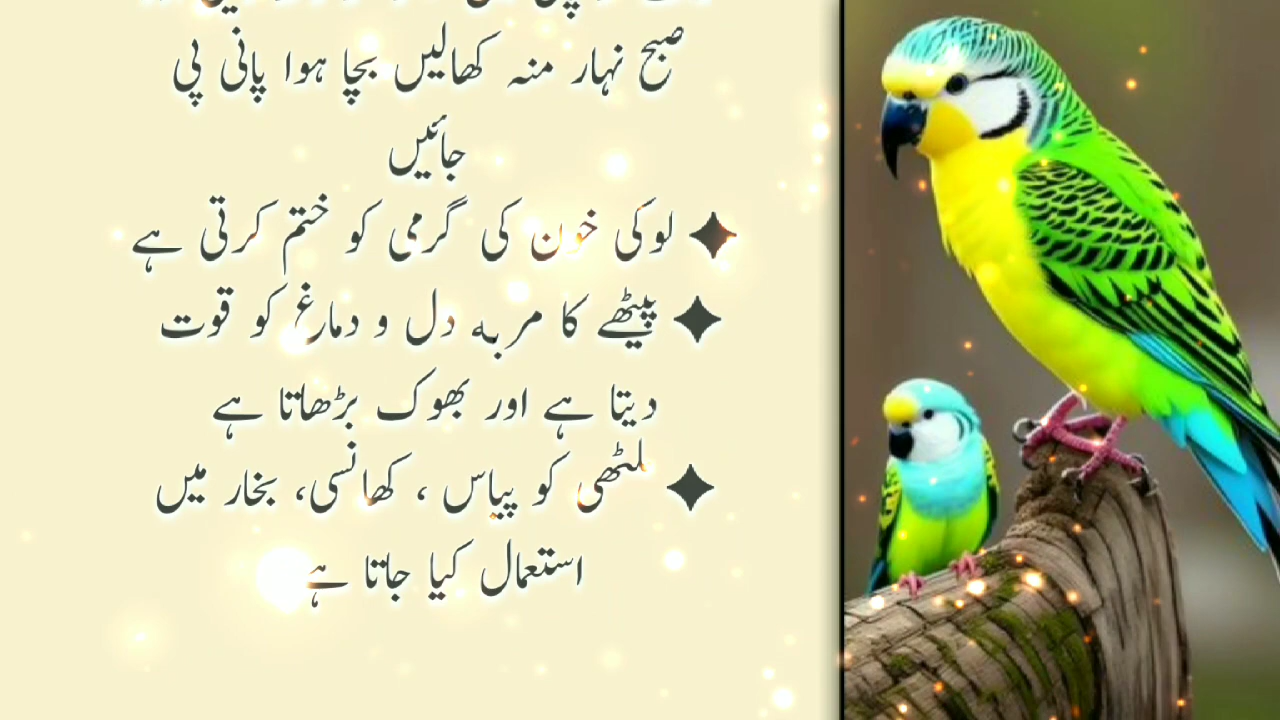 صبح نہار منہ کھالیں بچا ہوا پانی پی
جائیں
لوکی خون کی گرمی کو ختم کرتی ہے
پیٹھے کا مربہ دل و دماغ کو قوت
دیتا ہے اور بھوک بڑھاتا ہے
ملٹھی کو پیاس ، کھانسی، بخار میں
استعمال کیا جاتا ہے